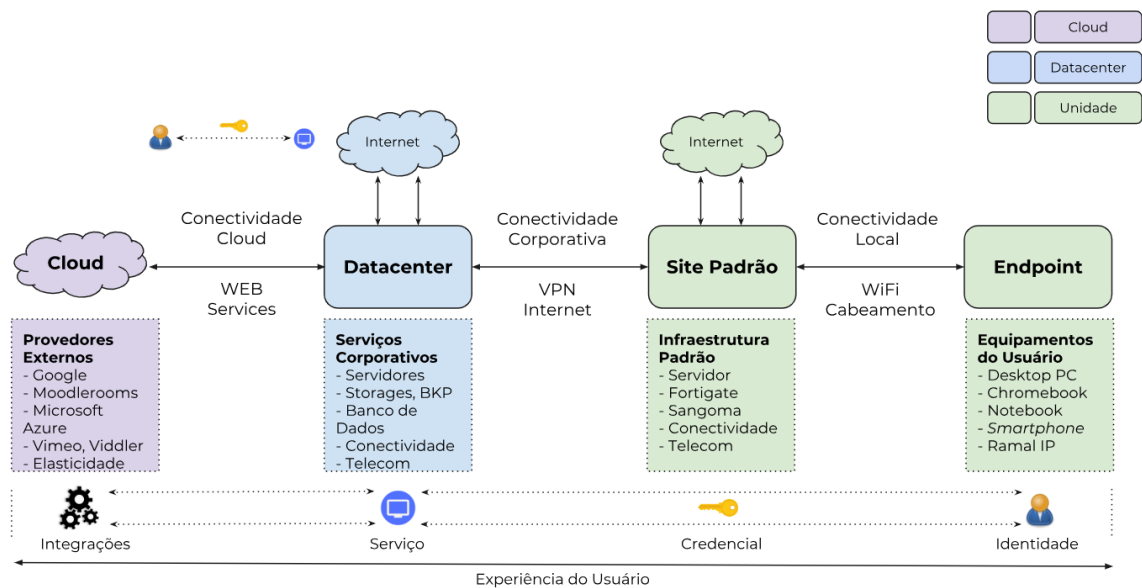 Cloud
Datacenter
Unidade
Internet
Internet
Conectividade
Cloud
Conectividade
Corporativa
Conectividade
Local
Cloud
Datacenter
Site Padrão
Endpoint
WEB
Services
VPN
Internet
WiFi
Cabeamento
Provedores
Externos
- Google
- Moodlerooms
- Microsoft
Azure
- Vimeo, Viddler
- Elasticidade
Serviços
Corporativos
- Servidores
- Storages, BKP
- Banco de
Dados
- Conectividade
- Telecom
Infraestrutura
Padrão
- Servidor
- Fortigate
- Sangoma
- Conectividade
- Telecom
Equipamentos
do Usuário
- Desktop PC
- Chromebook
- Notebook
- Smartphone
- Ramal IP
Integrações
Serviço
Credencial
Identidade
Experiência do Usuário